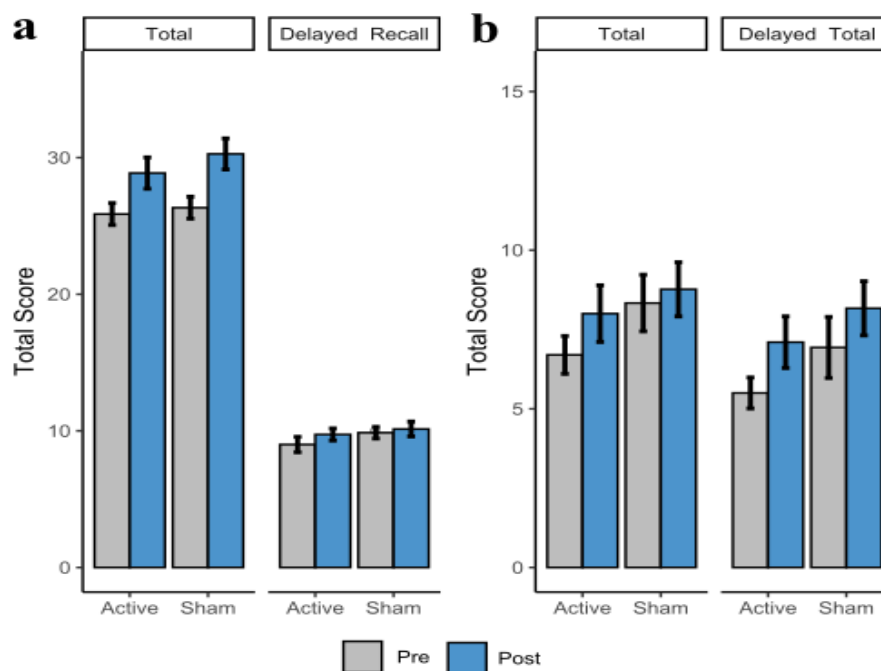 a
Total
Delayed Recall
Total Score
30
20
10
0
Active
Sham
Active
Sham
b
Total
Delayed Total
Total Score
15
10
5
0
Active
Sham
Active
Sham
Pre
Post